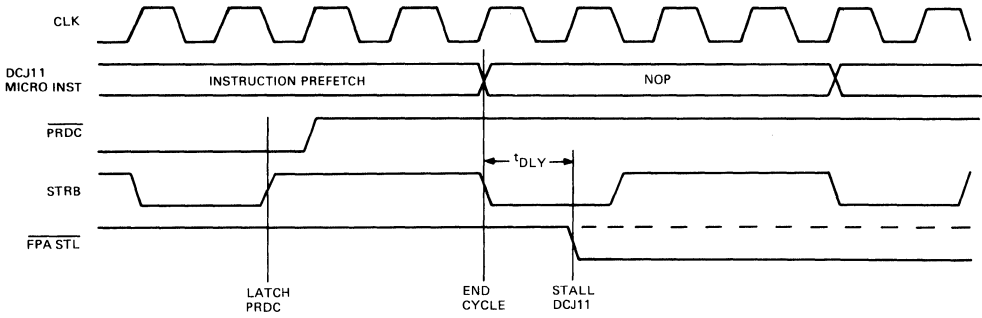 CLK
DCJ11
MICRO INST
INSTRUCTION PREFETCH
NOP
PRDC
tDLY
STRB
FPA STL
LATCH
PRDC
END
CYCLE
STALL
DCJ11